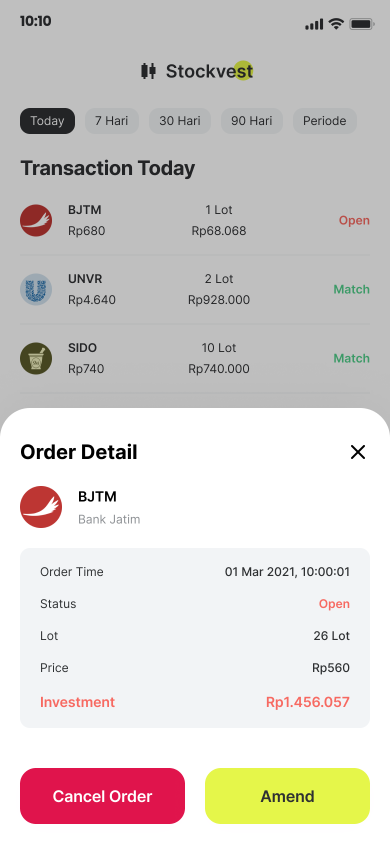 10:10
Stockvest
Today 7 Hari 30 Hari 90 Hari Periode
Transaction Today
BJTM 1 Lot
Rp680 Rp68.068 Open
UNVR 2 Lot
Rp4.640 Rp928.000 Match
SIDO 10 Lot
Rp740 Rp740.000 Match
Order Detail
BJTM
Bank Jatim
Order Time 01 Mar 2021, 10:00:01
Status Open
Lot 26 Lot
Price Rp560
Investment Rp1.456.057
Cancel Order Amend